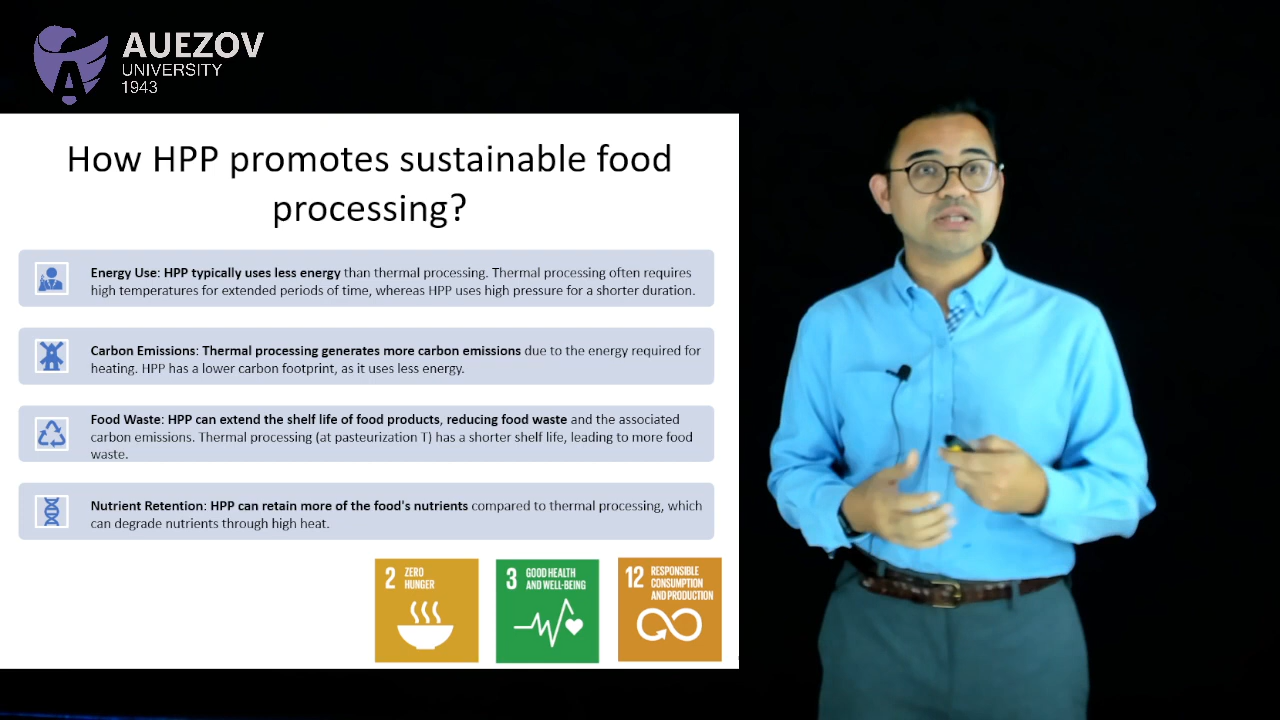 AUEZOV
UNIVERSITY
1943
How HPP promotes sustainable food
processing?
Energy Use: HPP typically uses less energy than thermal processing. Thermal processing often requires
high temperatures for extended periods of time, whereas HPP uses high pressure for a shorter duration.
Carbon Emissions: Thermal processing generates more carbon emissions due to the energy required for
heating. HPP has a lower carbon footprint, as it uses less energy.
Food Waste: HPP can extend the shelf life of food products, reducing food waste and the associated
carbon emissions. Thermal processing (at pasteurization T) has a shorter shelf life, leading to more food
waste.
Nutrient Retention: HPP can retain more of the food's nutrients compared to thermal processing, which
can degrade nutrients through high heat.
2 ZERO
HUNGER
3 GOOD HEALTH
AND WELL-BEING
12 RESPONSIBLE
CONSUMPTION
AND PRODUCTION